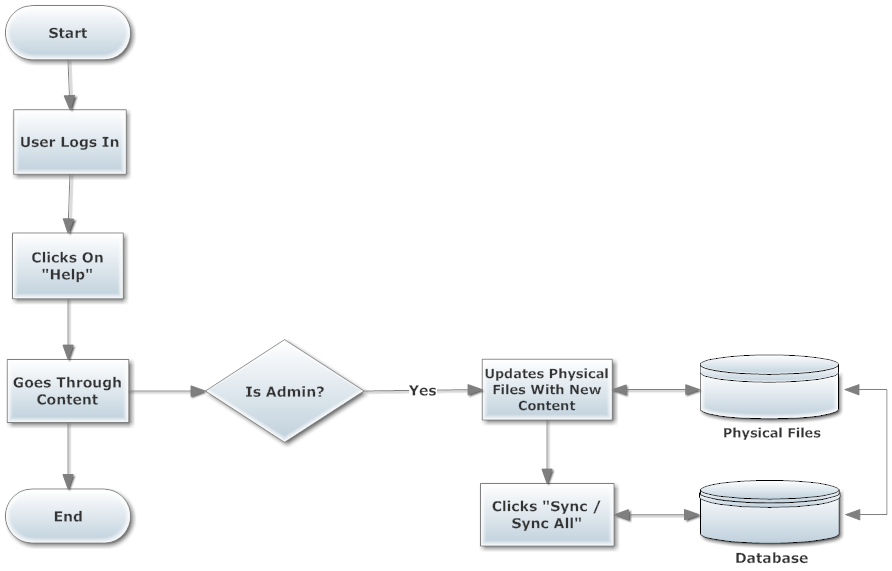 Start
User Logs In
Clicks On
"Help"
Goes Through
Content
Is Admin?
Yes
Updates Physical
Files With New
Content
Physical Files
End
Clicks "Sync /
Sync All"
Database